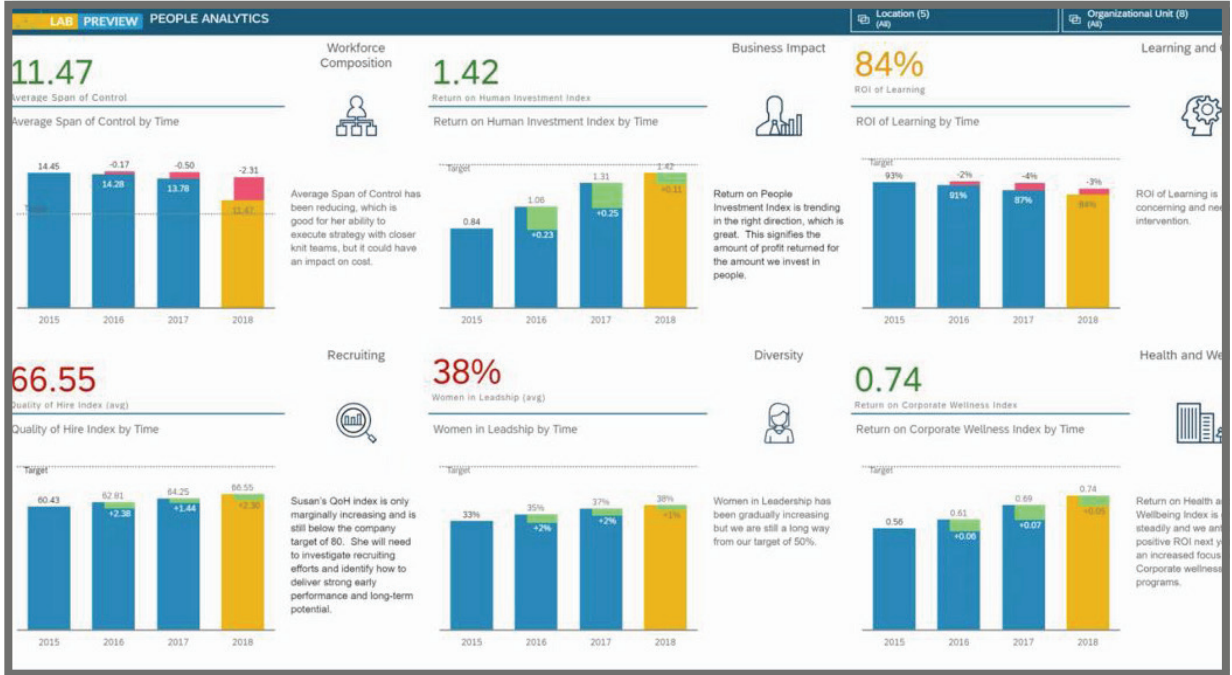 LAB PREVIEW PEOPLE ANALYTICS
Location (5)
(All)
Organizational Unit (8)
(All)
11.47
Average Span of Control
Workforce
Composition
Average Span of Control by Time
14.45
-0.17
-0.50
-2.31
14.28
13.78
11.47
2015
2016
2017
2018
Average Span of Control has
been reducing, which is
good for her ability to
execute strategy with closer
knit teams, but it could have
an impact on cost.
1.42
Return on Human Investment Index
Business Impact
Return on Human Investment Index by Time
Target
0.84
1.06
1.31
1.42
+0.23
+0.25
+0.11
2015
2016
2017
2018
Return on People
Investment Index is trending
in the right direction, which is
great. This signifies the
amount of profit returned for
the amount we invest in
people.
84%
ROI of Learning
Learning and
ROI of Learning by Time
Target
93%
-2%
-4%
-3%
91%
87%
84%
2015
2016
2017
2018
ROI of Learning is
concerning and nee
intervention.
66.55
Quality of Hire Index (avg)
Recruiting
Quality of Hire Index by Time
Target
60.43
62.81
64.25
66.55
+2.38
+1.44
+2.30
2015
2016
2017
2018
Susan's QoH index is only
marginally increasing and is
still below the company
target of 80. She will need
to investigate recruiting
efforts and identify how to
deliver strong early
performance and long-term
potential.
38%
Women in Leadship (avg)
Diversity
Women in Leadship by Time
Target
33%
35%
37%
38%
+2%
+2%
+1%
2015
2016
2017
2018
Women in Leadership has
been gradually increasing
but we are still a long way
from our target of 50%.
0.74
Return on Corporate Wellness Index
Health and We
Return on Corporate Wellness Index by Time
Target
0.56
0.61
0.69
0.74
+0.06
+0.07
+0.05
2015
2016
2017
2018
Return on Health a
Wellbeing Index is
steadily and we ant
positive ROI next y
an increased focus
Corporate wellness
programs.